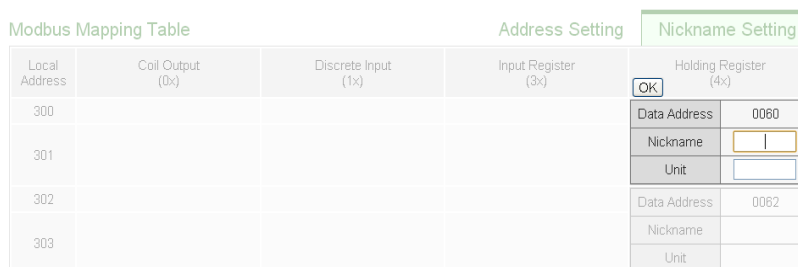 Modbus Mapping Table Address Setting Nickname Setting
Local Address Coil Output (0x) Discrete Input (1x) Input Register (3x) Holding Register (4x)
OK
300 Data Address 0060
Nickname
301
Unit
302 Data Address 0062
Nickname
303
Unit